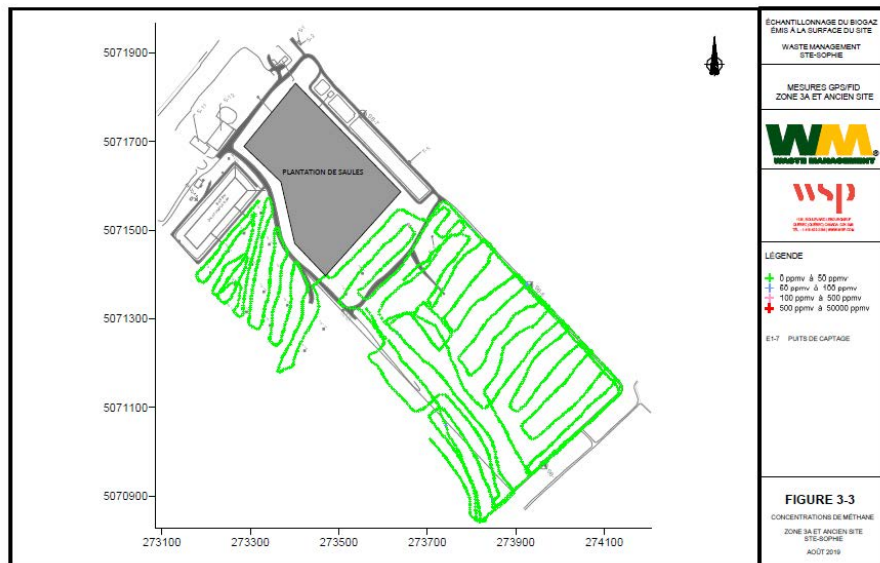 5071900
5071700
5071500
5071300
5071100
5070900
273100
273300
273500
273700
273900
274100
PLANTATION DE SAULES
ÉCHANTILLONNAGE DU BIOGAZ
ÉMIS À LA SURFACE DU SITE
WASTE MANAGEMENT
STE-SOPHIE
MESURES GPS/FID
ZONE 3A ET ANCIEN SITE
WM
WASTE MANAGEMENT
wsp
LÉGENDE
0 ppmv à 50 ppmv
50 ppmv à 100 ppmv
100 ppmv à 500 ppmv
500 ppmv à 50000 ppmv
E1-7 PUITS DE CAPTAGE
FIGURE 3-3
CONCENTRATIONS DE MÉTHANE
ZONE 3A ET ANCIEN SITE
STE-SOPHIE
AOÛT 2019